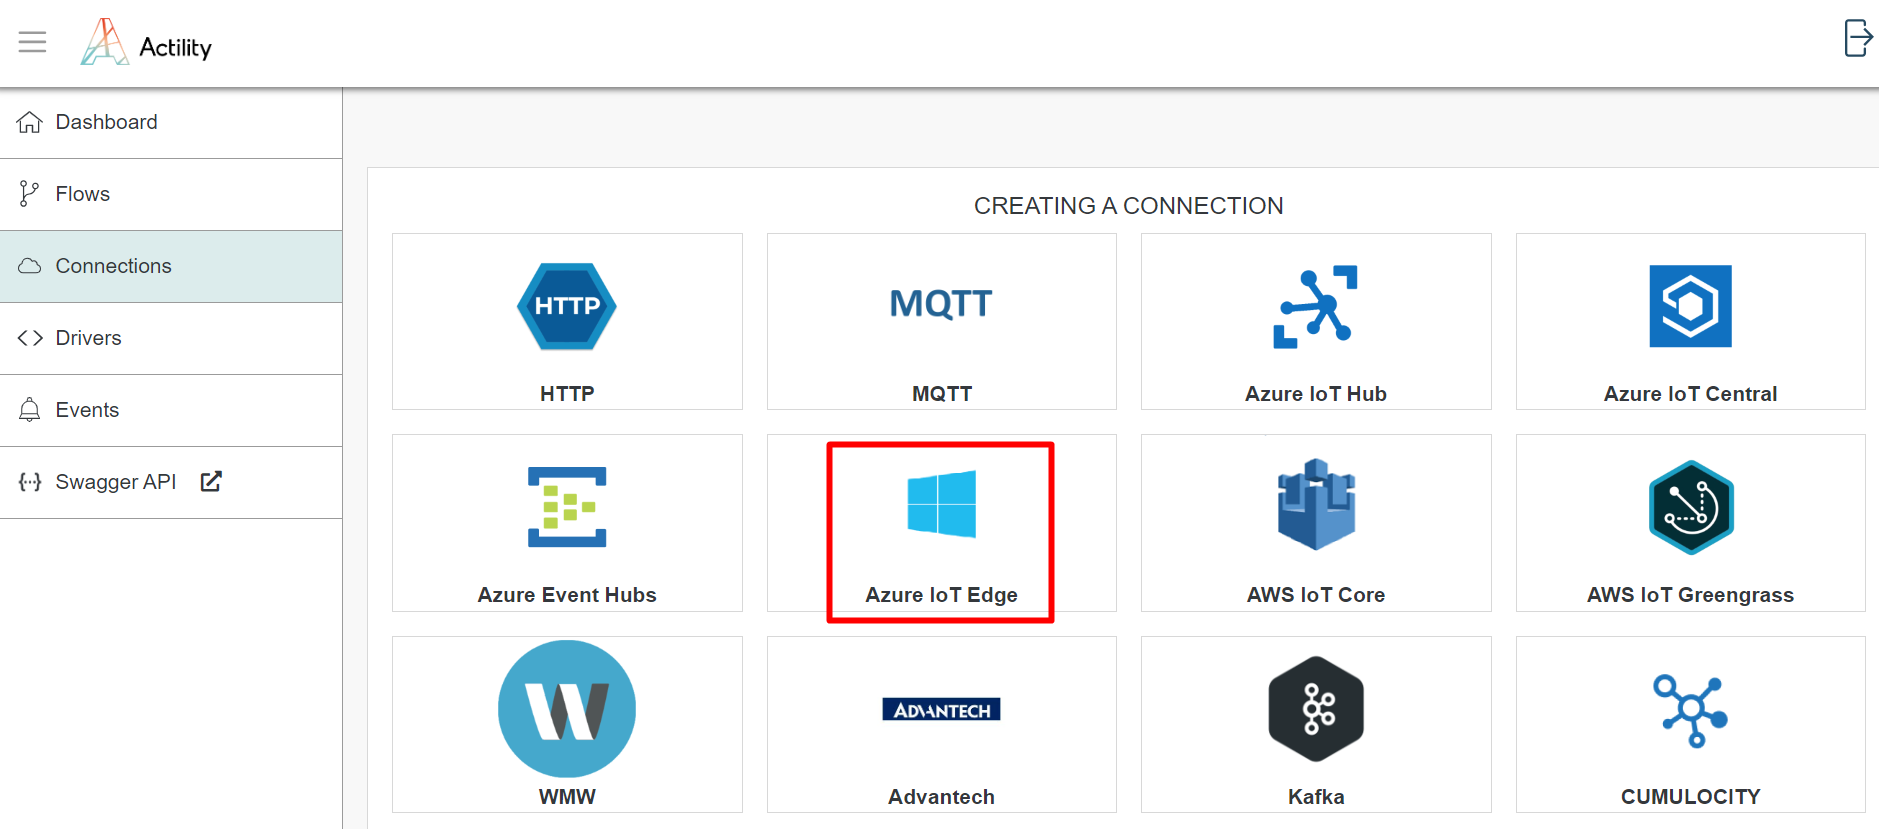 Actility
Dashboard
Flows
Connections
Drivers
Events
Swagger API
CREATING A CONNECTION
HTTP
HTTP
MQTT
MQTT
Azure IoT Hub
Azure IoT Central
Azure Event Hubs
Azure IoT Edge
AWS IoT Core
AWS IoT Greengrass
W
WMW
ADVANTECH
Advantech
Kafka
CUMULOCITY